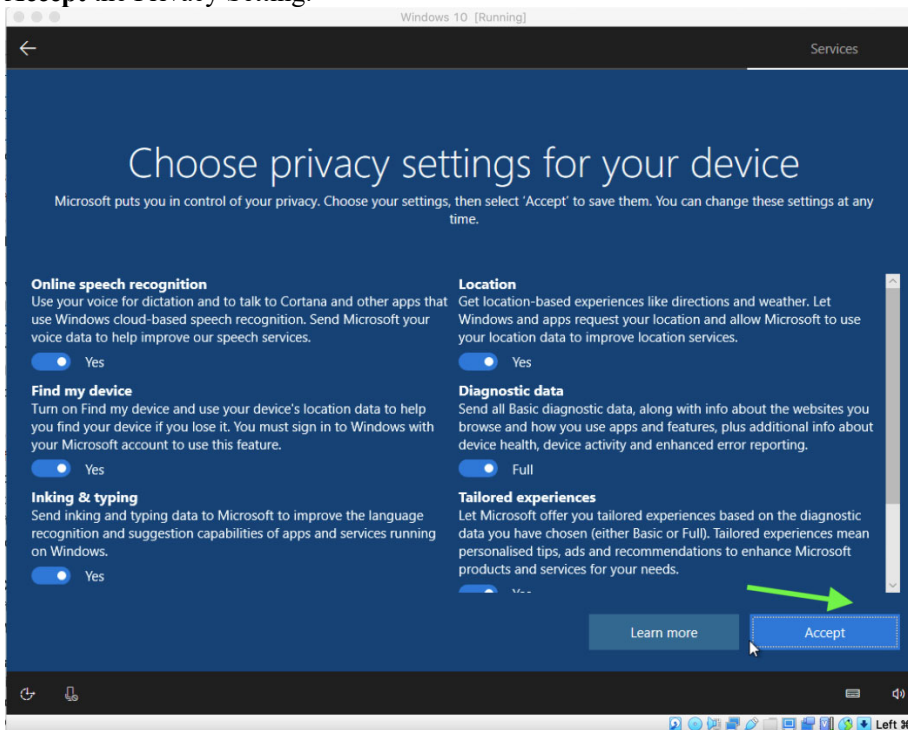 Accept the Privacy Setting.
Windows 10 [Running]
Services
Choose privacy settings for your device
Microsoft puts you in control of your privacy. Choose your settings, then select 'Accept' to save them. You can change these settings at any
time.
Online speech recognition
Use your voice for dictation and to talk to Cortana and other apps that
use Windows cloud-based speech recognition. Send Microsoft your
voice data to help improve our speech services.
Yes
Find my device
Turn on Find my device and use your device's location data to help
you find your device if you lose it. You must sign in to Windows with
your Microsoft account to use this feature.
Yes
Inking & typing
Send inking and typing data to Microsoft to improve the language
recognition and suggestion capabilities of apps and services running
on Windows.
Yes
Location
Get location-based experiences like directions and weather. Let
Windows and apps request your location and allow Microsoft to use
your location data to improve location services.
Yes
Diagnostic data
Send all Basic diagnostic data, along with info about the websites you
browse and how you use apps and features, plus additional info about
device health, device activity and enhanced error reporting.
Full
Tailored experiences
Let Microsoft offer you tailored experiences based on the diagnostic
data you have chosen (either Basic or Full). Tailored experiences mean
personalised tips, ads and recommendations to enhance Microsoft
products and services for your needs.
Yes
Learn more
Accept
Left ⌘